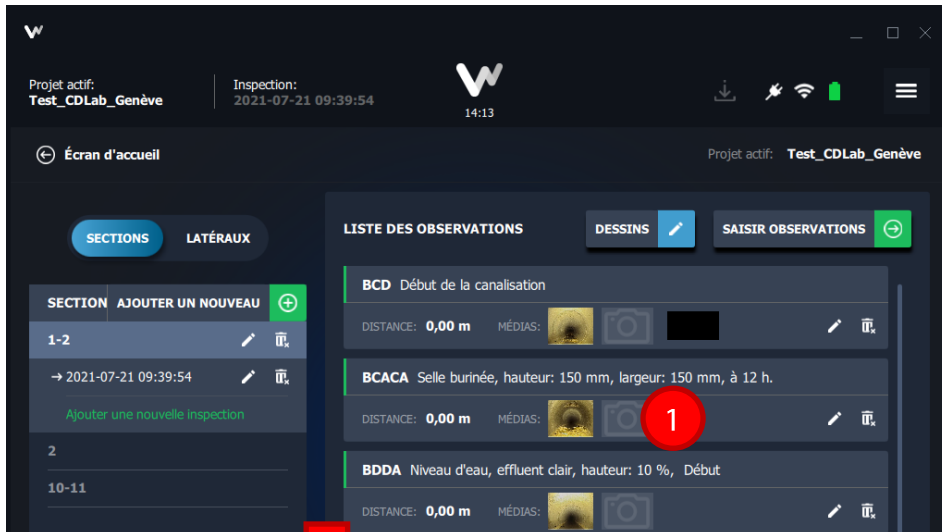 Projet actif:
Test_CDLab_Genève
Inspection:
2021-07-21 09:39:54
14:13
Écran d'accueil
Projet actif: Test_CDLab_Genève
SECTIONS LATÉRAUX
SECTION AJOUTER UN NOUVEAU
1-2
→ 2021-07-21 09:39:54
Ajouter une nouvelle inspection
2
10-11
LISTE DES OBSERVATIONS DESSINS SAISIR OBSERVATIONS
BCD Début de la canalisation
DISTANCE: 0,00 m MÉDIAS:
BCACA Selle burinée, hauteur: 150 mm, largeur: 150 mm, à 12 h.
DISTANCE: 0,00 m MÉDIAS: 1
BDDA Niveau d'eau, effluent clair, hauteur: 10 %, Début
DISTANCE: 0,00 m MÉDIAS: